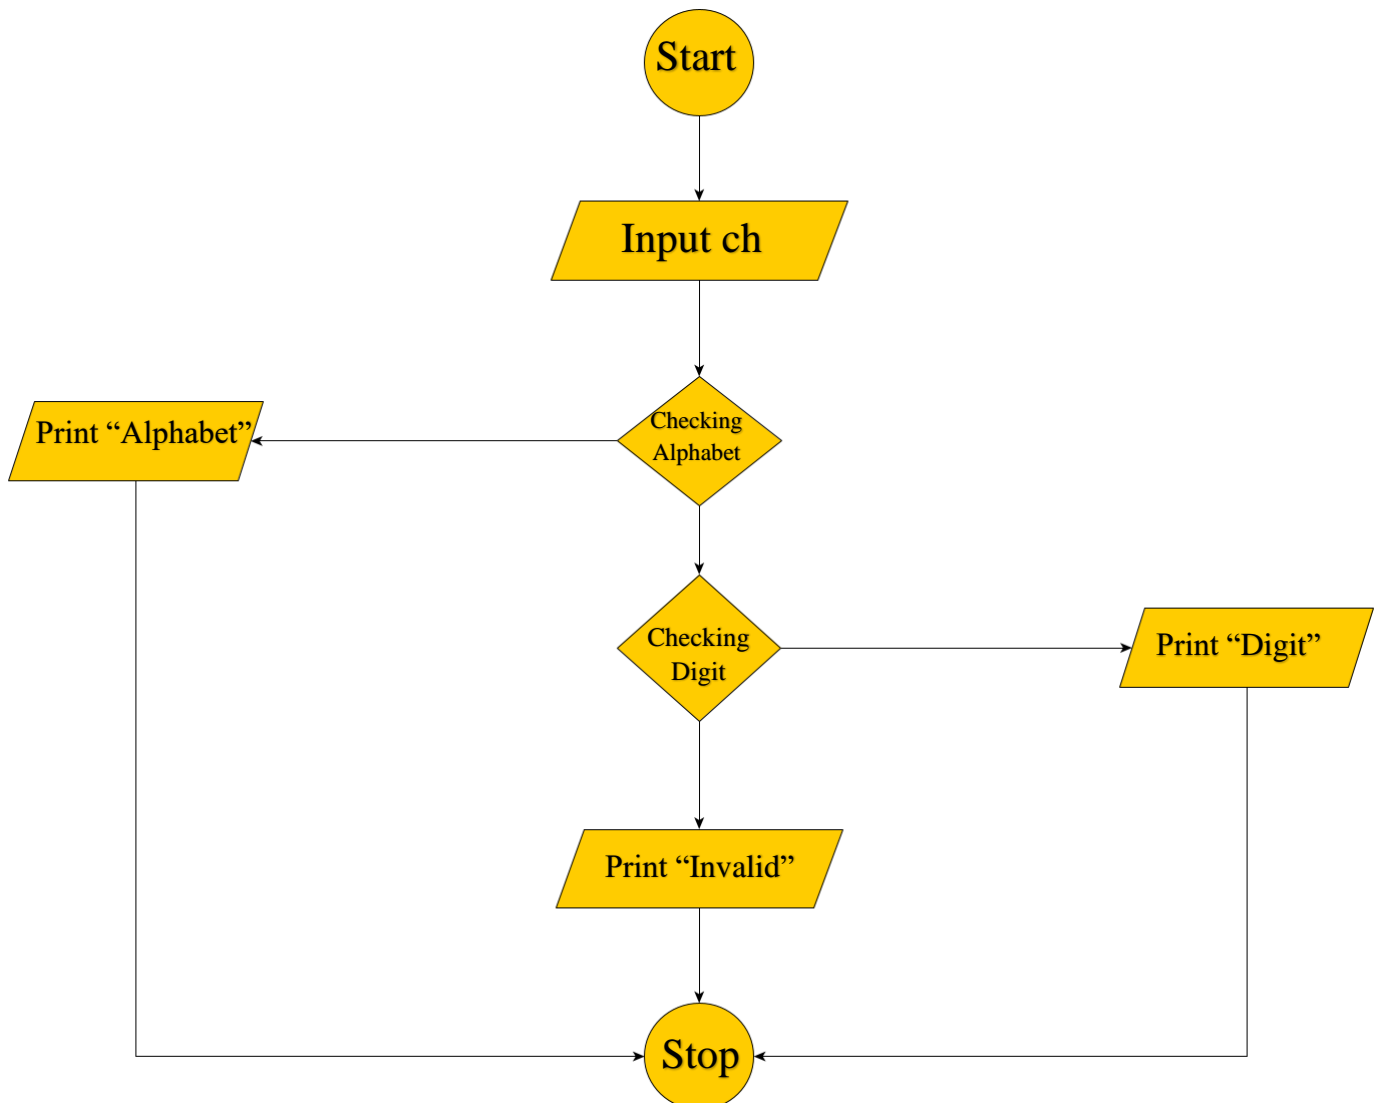 Start
Input ch
Checking
Alphabet
Print “Alphabet”
Checking
Digit
Print “Digit”
Print “Invalid”
Stop